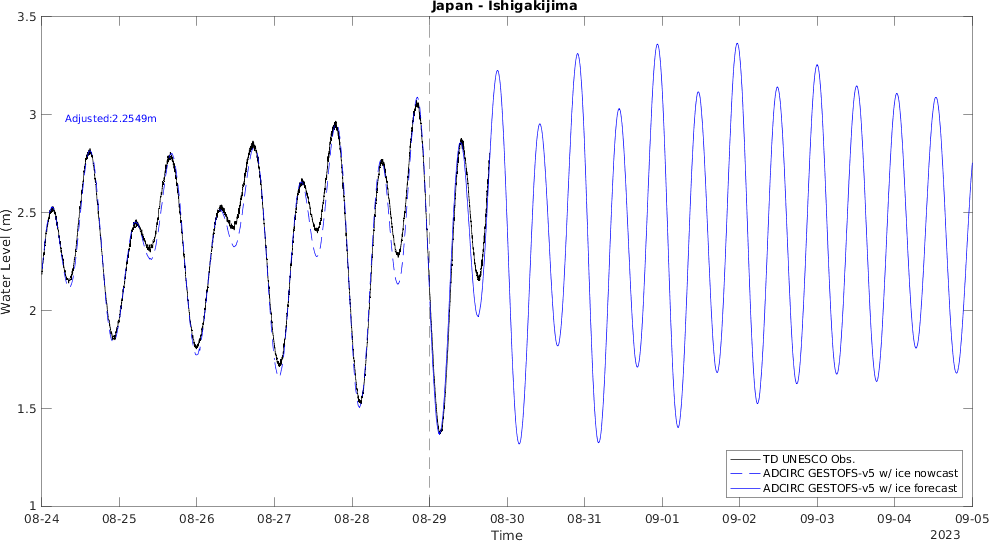 Japan - Ishigakijima
3.5
3
2.5
2
1.5
1
Water Level (m)
Adjusted:2.2549m
TD UNESCO Obs.
ADCIRC GESTOFS-v5 w/ ice nowcast
ADCIRC GESTOFS-v5 w/ ice forecast
08-24 08-25 08-26 08-27 08-28 08-29 08-30 08-31 09-01 09-02 09-03 09-04 09-05
Time
2023